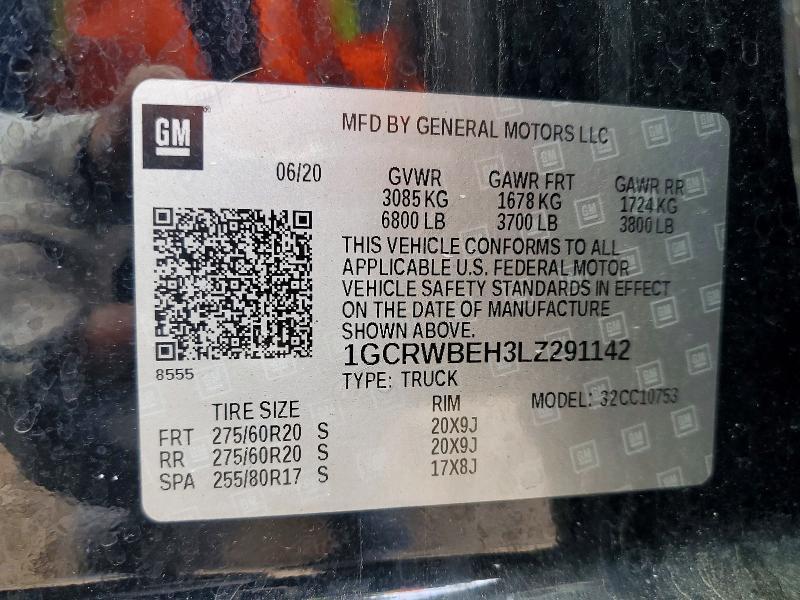 GM
MFD BY GENERAL MOTORS LLC
06/20 GVWR GAWR FRT GAWR RR
3085 KG 1678 KG 1724 KG
6800 LB 3700 LB 3800 LB
THIS VEHICLE CONFORMS TO ALL
APPLICABLE U.S. FEDERAL MOTOR
VEHICLE SAFETY STANDARDS IN EFFECT
ON THE DATE OF MANUFACTURE
SHOWN ABOVE.
1GCRWBEH3LZ291142
8555
TYPE: TRUCK
MODEL: 32CC10753
TIRE SIZE RIM
FRT 275/60R20 S 20X9J
RR 275/60R20 S 20X9J
SPA 255/80R17 S 17X8J